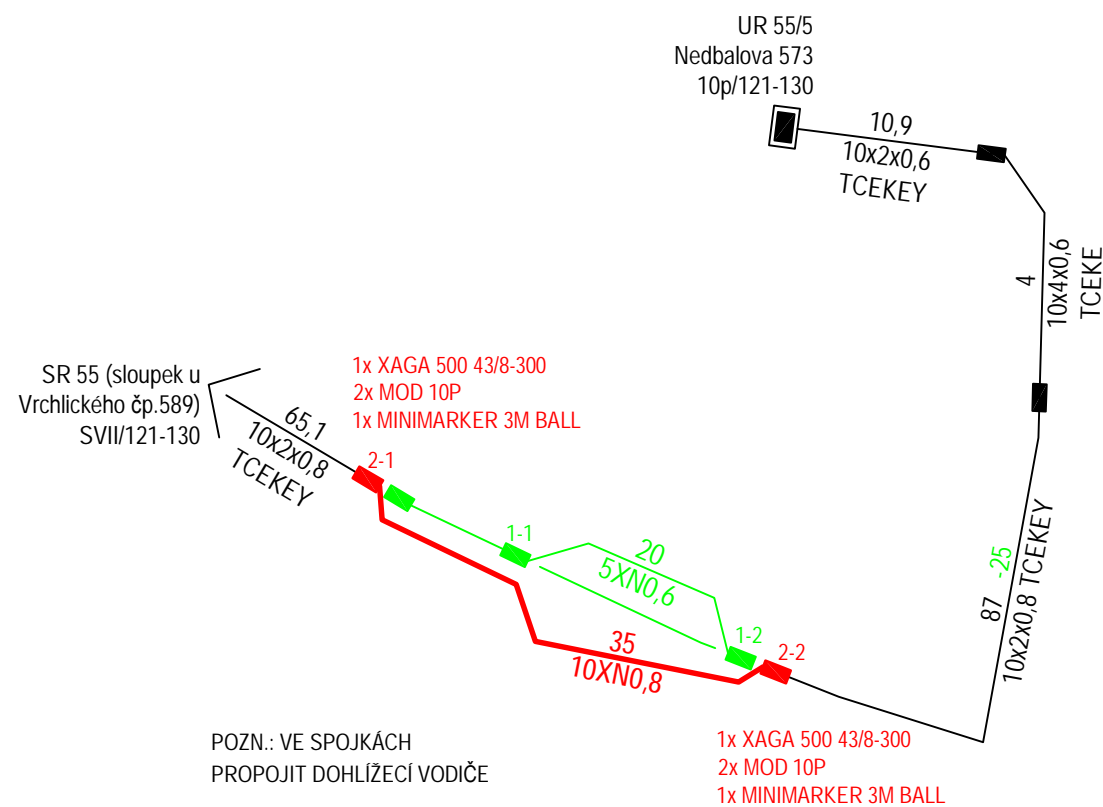 UR 55/5
Nedbalova 573
10p/121-130
10,9
10x2x0,6
TCEKEY
4
10x4x0,6
TCEKE
SR 55 (sloupek u
Vrchlického čp.589)
SVII/121-130
65,1
10x2x0,8
TCEKEY
1x XAGA 500 43/8-300
2x MOD 10P
1x MINIMARKER 3M BALL
2-1
1-1
20
5XN0,6
1-2
2-2
35
10XN0,8
87
-25
10x2x0,8 TCEKEY
POZN.: VE SPOJKÁCH
PROPOJIT DOHLÍŽECÍ VODIČE
1x XAGA 500 43/8-300
2x MOD 10P
1x MINIMARKER 3M BALL